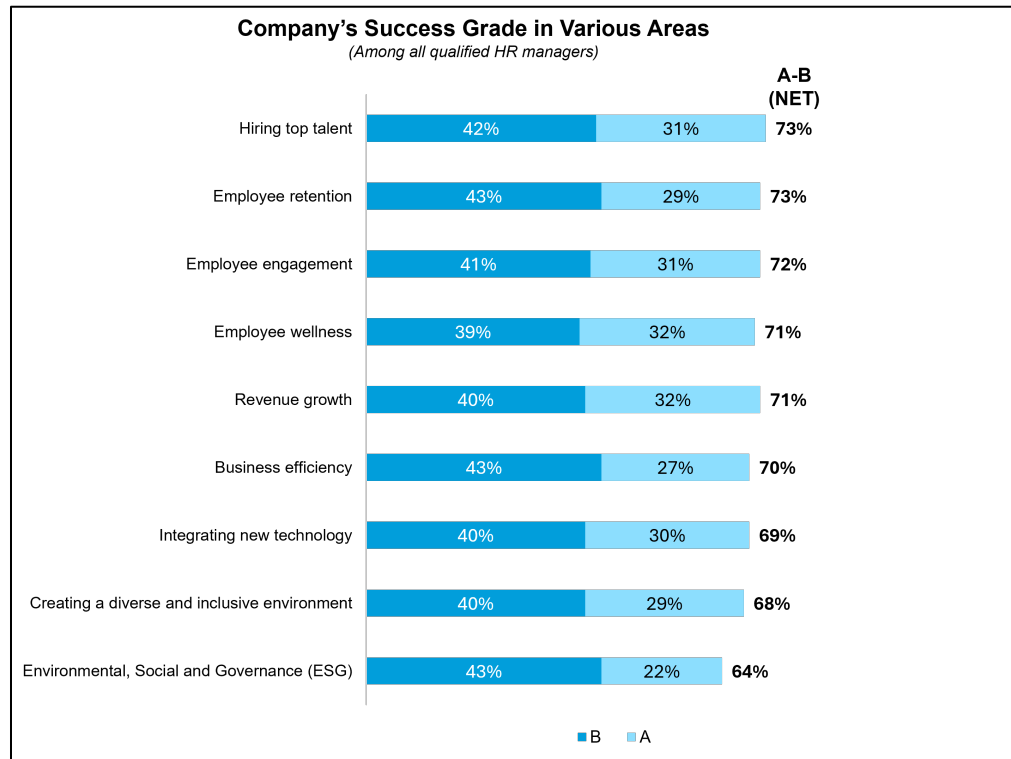 Company’s Success Grade in Various Areas
(Among all qualified HR managers)
A-B
(NET)
Hiring top talent 42% 31% 73%
Employee retention 43% 29% 73%
Employee engagement 41% 31% 72%
Employee wellness 39% 32% 71%
Revenue growth 40% 32% 71%
Business efficiency 43% 27% 70%
Integrating new technology 40% 30% 69%
Creating a diverse and inclusive environment 40% 29% 68%
Environmental, Social and Governance (ESG) 43% 22% 64%
B A